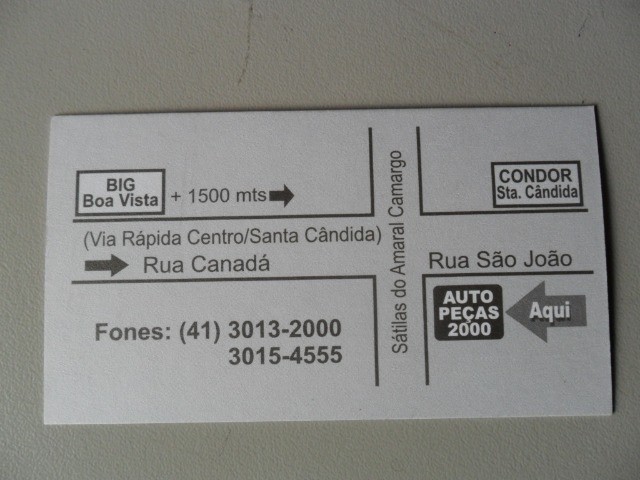 BIG
Boa Vista
+ 1500 mts
CONDOR
Sta. Cândida
(Via Rápida Centro/Santa Cândida)
Rua Canadá
Sátilas do Amaral Camargo
Rua São João
AUTO
PEÇAS
2000
Aqui
Fones: (41) 3013-2000
3015-4555